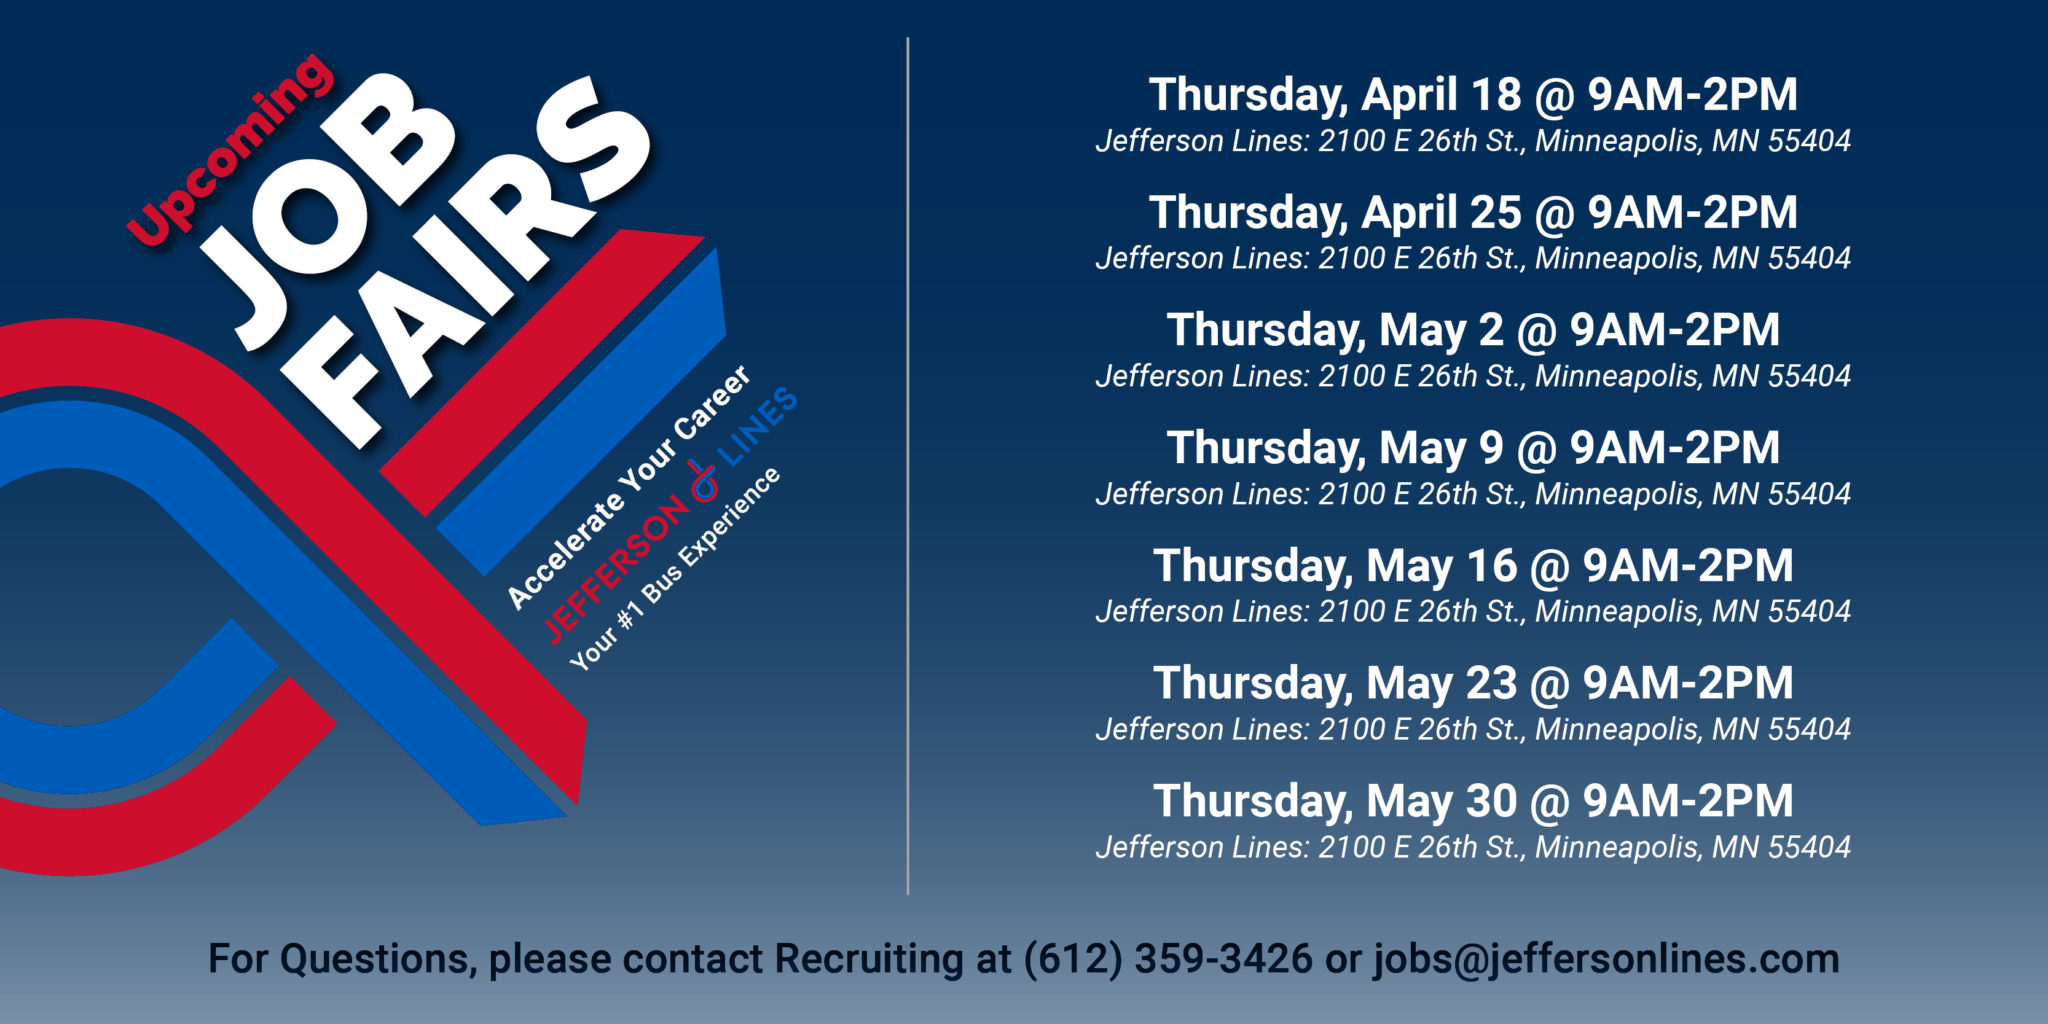 Upcoming
JOB
FAIRS
Accelerate Your Career
JEFFERSON LINES
Your #1 Bus Experience
Thursday, April 18 @ 9AM-2PM
Jefferson Lines: 2100 E 26th St., Minneapolis, MN 55404
Thursday, April 25 @ 9AM-2PM
Jefferson Lines: 2100 E 26th St., Minneapolis, MN 55404
Thursday, May 2 @ 9AM-2PM
Jefferson Lines: 2100 E 26th St., Minneapolis, MN 55404
Thursday, May 9 @ 9AM-2PM
Jefferson Lines: 2100 E 26th St., Minneapolis, MN 55404
Thursday, May 16 @ 9AM-2PM
Jefferson Lines: 2100 E 26th St., Minneapolis, MN 55404
Thursday, May 23 @ 9AM-2PM
Jefferson Lines: 2100 E 26th St., Minneapolis, MN 55404
Thursday, May 30 @ 9AM-2PM
Jefferson Lines: 2100 E 26th St., Minneapolis, MN 55404
For Questions, please contact Recruiting at (612) 359-3426 or jobs@jeffersonlines.com